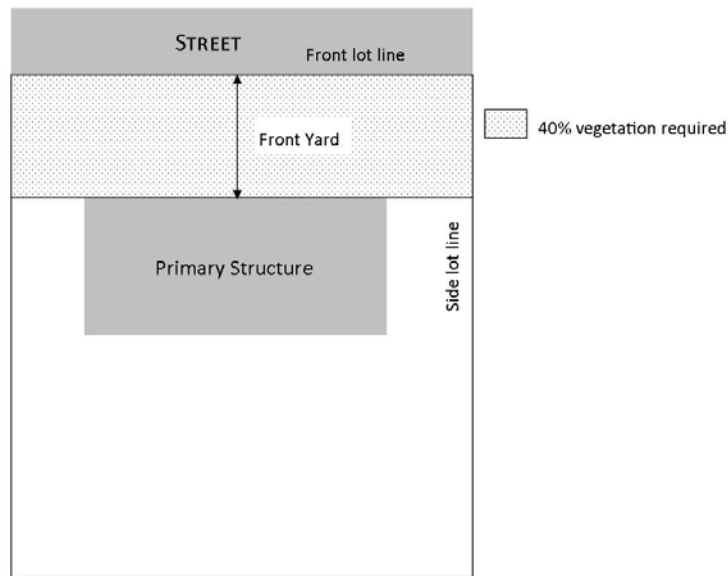 STREET
Front lot line
Front Yard
40% vegetation required
Primary Structure
Side lot line